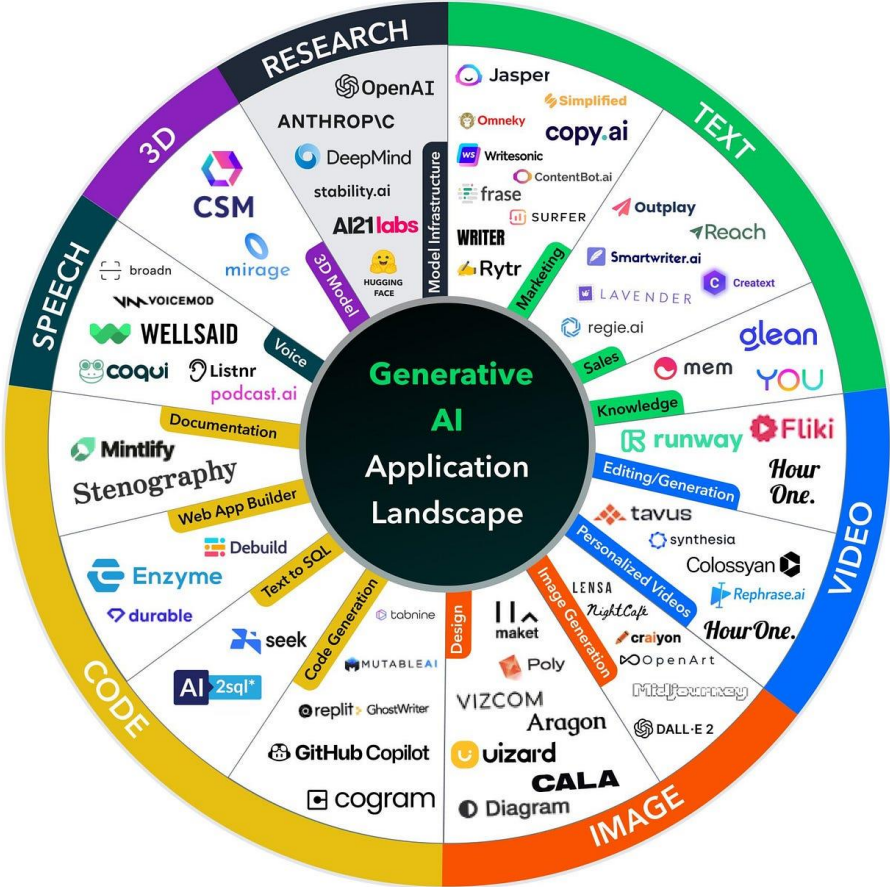 Generative
AI
Application
Landscape
RESEARCH
Model Infrastructure
OpenAI
ANTHROP\C
DeepMind
stability.ai
AI21labs
HUGGING
FACE
TEXT
Marketing
Jasper
Simplified
Omneky
copy.ai
WS Writesonic
ContentBot.ai
frase
SURFER
WRITER
Rytr
Sales
Outplay
Reach
Smartwriter.ai
C Creatext
LAVENDER
regie.ai
Knowledge
glean
mem
YOU
VIDEO
Editing/Generation
runway
Fliki
Hour
One.
Personalized Videos
tavus
synthesia
Colossyan
Rephrase.ai
HourOne.
IMAGE
Image Generation
LENSA
NightCafé
craiyon
OpenArt
Midjourney
DALL·E 2
Design
maket
Poly
VIZCOM
Aragon
uizard
CALA
Diagram
CODE
Code Generation
tabnine
MUTABLEAI
replit GhostWriter
GitHub Copilot
cogram
Text to SQL
seek
AI 2sql*
Web App Builder
Debuild
Enzyme
durable
Documentation
Mintlify
Stenography
SPEECH
Voice
broadn
VOICEMOD
WELLSAID
coqui
Listnr
podcast.ai
3D
3D Model
CSM
mirage